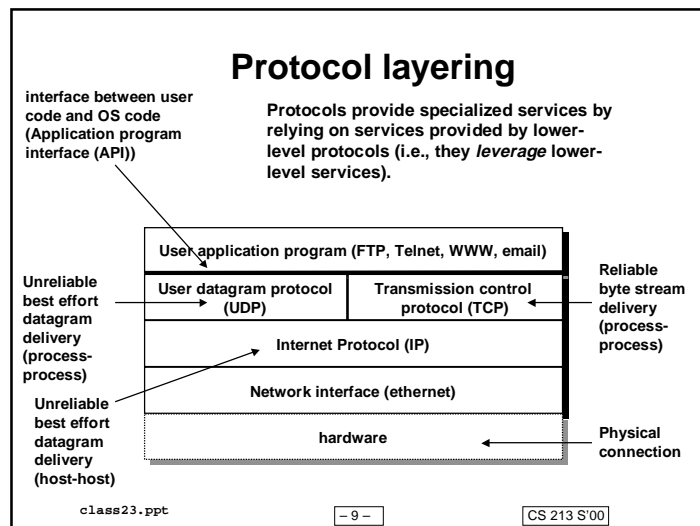 Protocol layering
interface between user
code and OS code
(Application program
interface (API))
Protocols provide specialized services by
relying on services provided by lower-
level protocols (i.e., they leverage lower-
level services).
User application program (FTP, Telnet, WWW, email)
Unreliable
best effort
datagram
delivery
(process-
process)
User datagram protocol
(UDP)
Transmission control
protocol (TCP)
Reliable
byte stream
delivery
(process-
process)
Internet Protocol (IP)
Network interface (ethernet)
Unreliable
best effort
datagram
delivery
(host-host)
hardware
Physical
connection
class23.ppt
– 9 –
CS 213 S'00